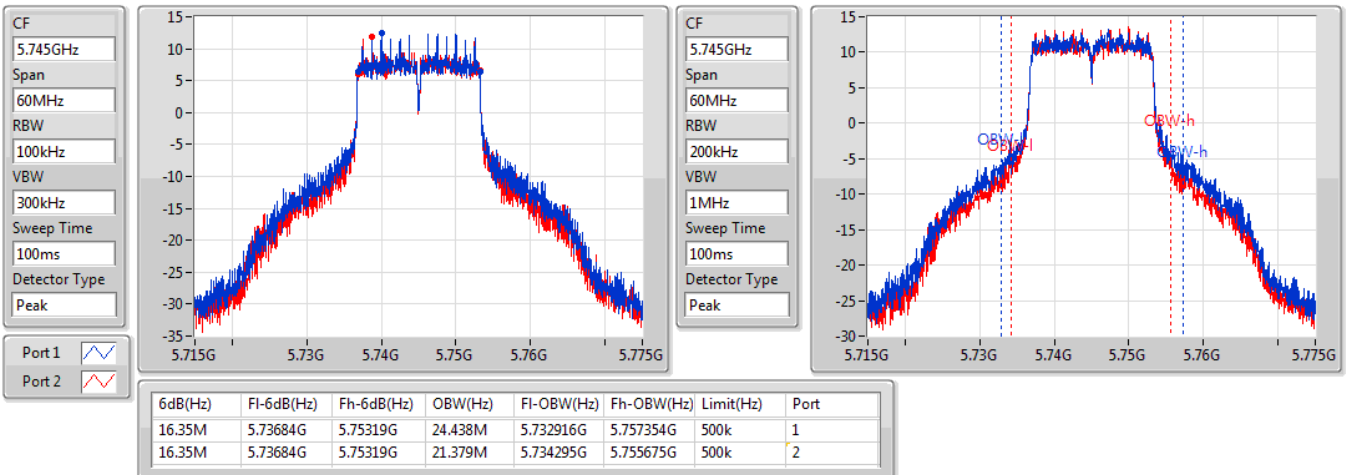 CF
5.745GHz
Span
60MHz
RBW
100kHz
VBW
300kHz
Sweep Time
100ms
Detector Type
Peak
Port 1
Port 2
15
10
5
0
-5
-10
-15
-20
-25
-30
-35
5.715G 5.73G 5.74G 5.75G 5.76G 5.775G
CF
5.745GHz
Span
60MHz
RBW
200kHz
VBW
1MHz
Sweep Time
100ms
Detector Type
Peak
15
10
5
0
-5
-10
-15
-20
-25
-30
OBW-h
OBW-l
OBW-h
5.715G 5.73G 5.74G 5.75G 5.76G 5.775G
6dB(Hz) Fl-6dB(Hz) Fh-6dB(Hz) OBW(Hz) Fl-OBW(Hz) Fh-OBW(Hz) Limit(Hz) Port
16.35M 5.73684G 5.75319G 24.438M 5.732916G 5.757354G 500k 1
16.35M 5.73684G 5.75319G 21.379M 5.734295G 5.755675G 500k 2